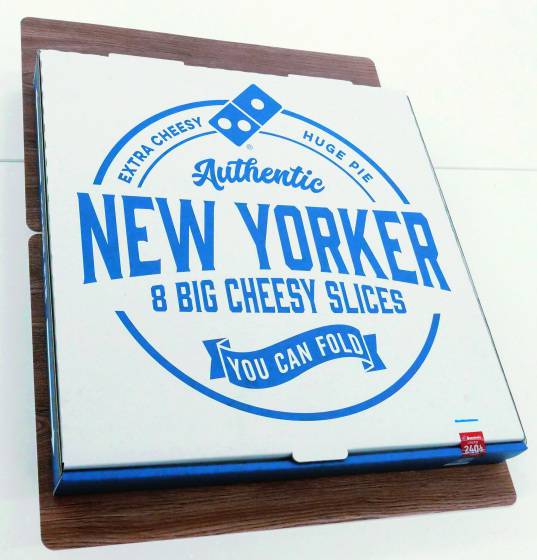 EXTRA CHEESY
HUGE PIE
®
Authentic
NEW YORKER
8 BIG CHEESY SLICES
YOU CAN FOLD